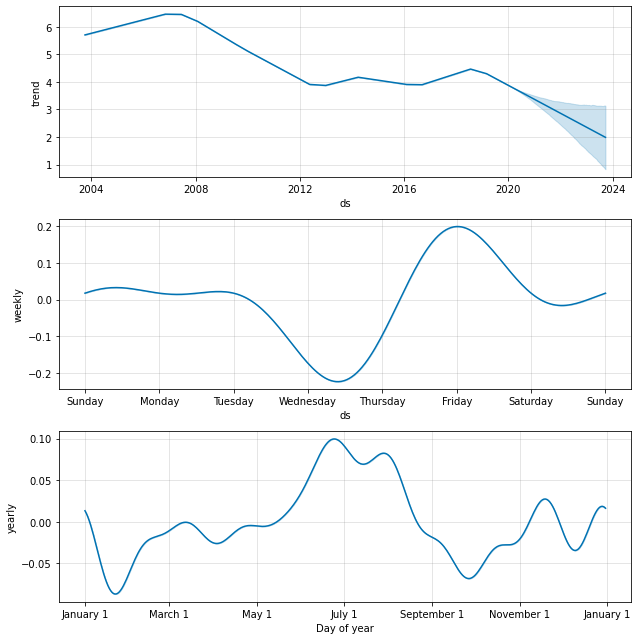 6
5
4
3
2
1
trend
2004 2008 2012 2016 2020 2024
ds
0.2
0.1
0.0
−0.1
−0.2
weekly
Sunday Monday Tuesday Wednesday Thursday Friday Saturday Sunday
ds
0.10
0.05
0.00
−0.05
yearly
January 1 March 1 May 1 July 1 September 1 November 1 January 1
Day of year